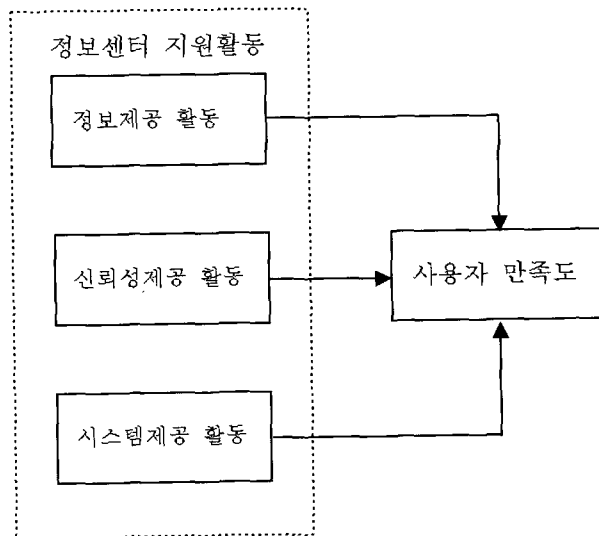 정보센터 지원활동
정보제공 활동
신뢰성제공 활동
사용자 만족도
시스템제공 활동